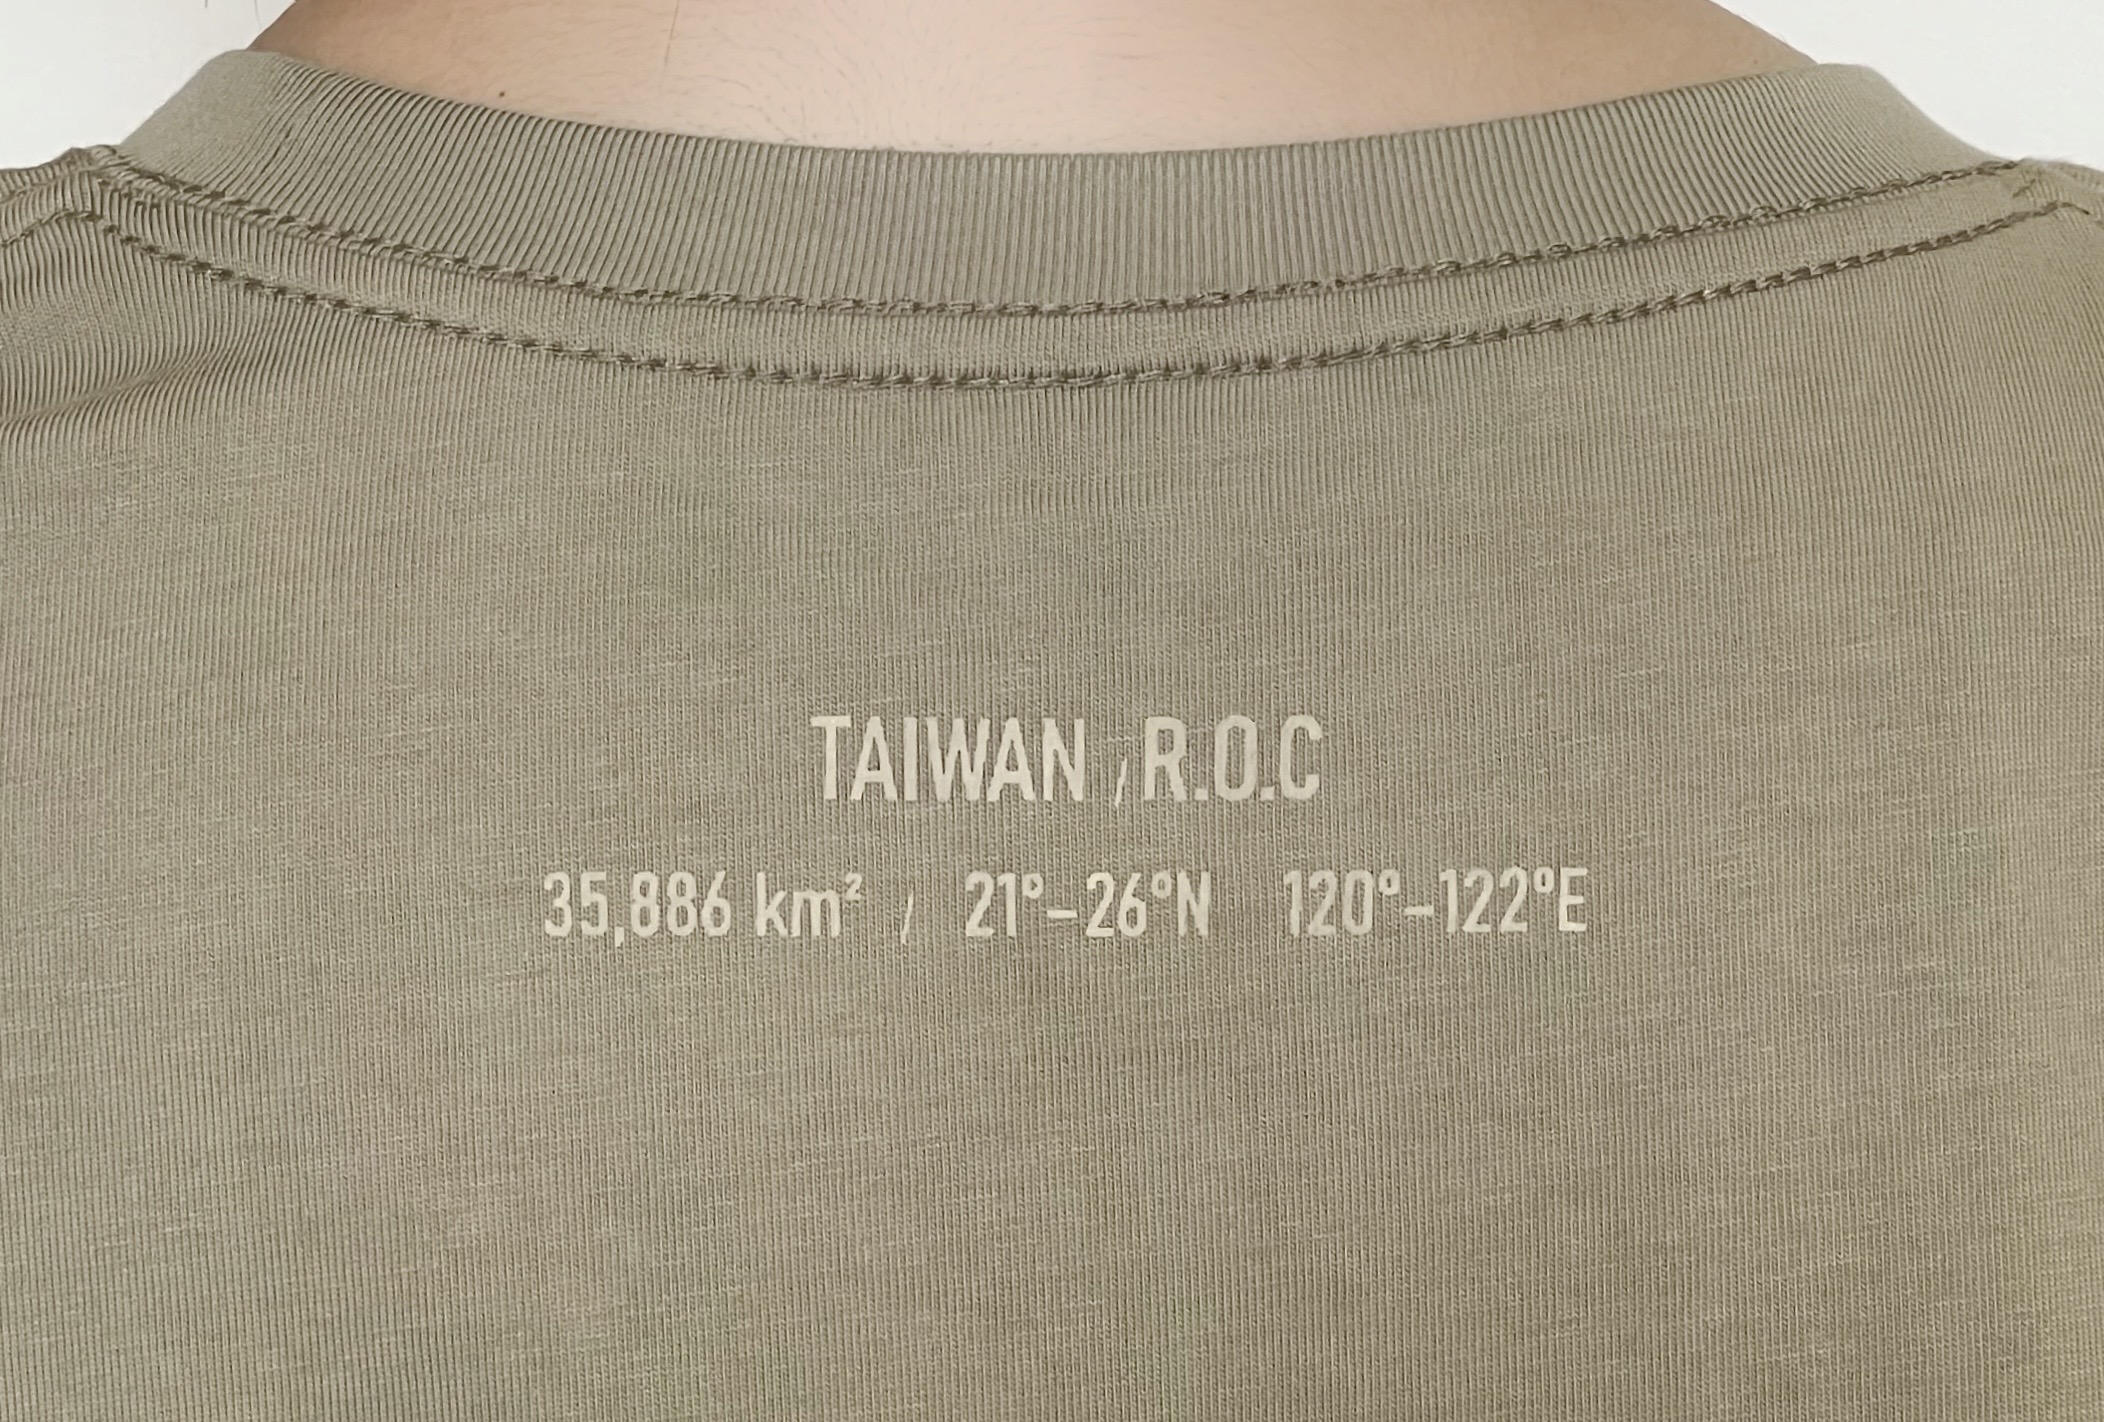 TAIWAN / R.O.C
35,886 km² / 21°–26°N 120°–122°E